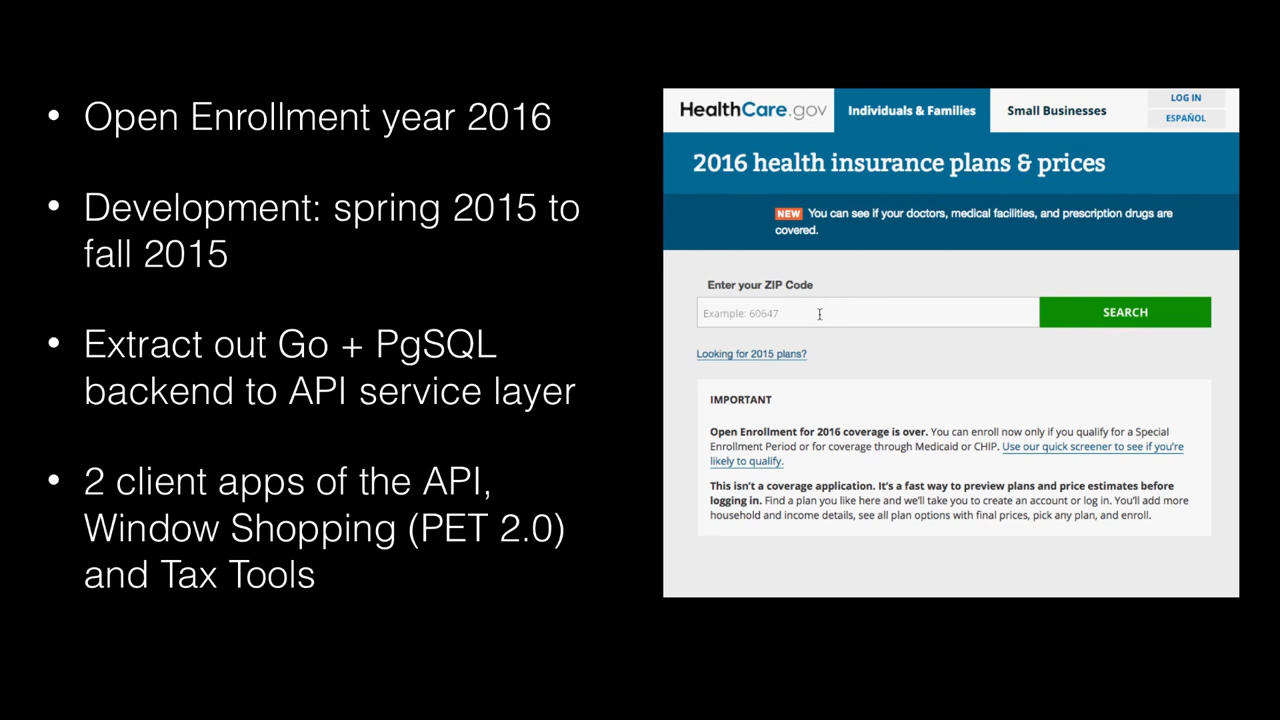 • Open Enrollment year 2016
• Development: spring 2015 to
fall 2015
• Extract out Go + PgSQL
backend to API service layer
• 2 client apps of the API,
Window Shopping (PET 2.0)
and Tax Tools
HealthCare.gov
Individuals & Families
Small Businesses
LOG IN
ESPAÑOL
2016 health insurance plans & prices
NEW You can see if your doctors, medical facilities, and prescription drugs are
covered.
Enter your ZIP Code
Example: 60647
SEARCH
Looking for 2015 plans?
IMPORTANT
Open Enrollment for 2016 coverage is over. You can enroll now only if you qualify for a Special
Enrollment Period or for coverage through Medicaid or CHIP. Use our quick screener to see if you're
likely to qualify.
This isn't a coverage application. It's a fast way to preview plans and price estimates before
logging in. Find a plan you like here and we'll take you to create an account or log in. You'll add more
household and income details, see all plan options with final prices, pick any plan, and enroll.